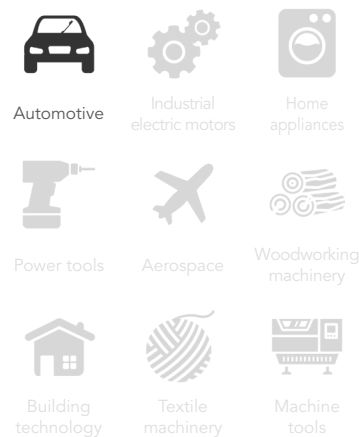 Automotive
Industrial
electric motors
Home
appliances
Power tools
Aerospace
Woodworking
machinery
Building
technology
Textile
machinery
Machine
tools